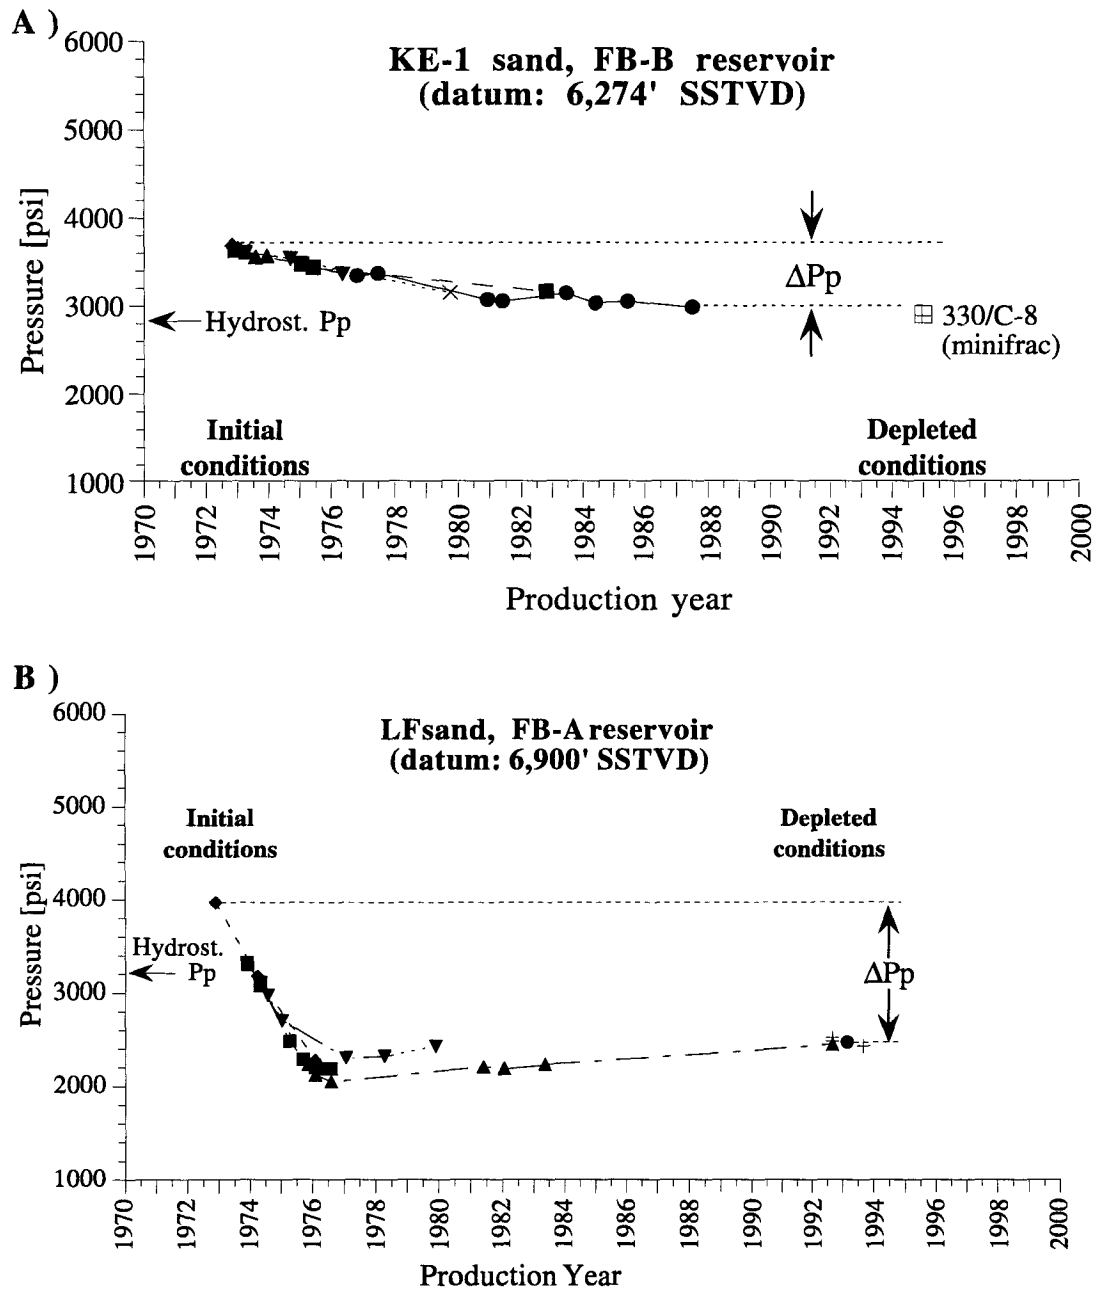 A )
KE-1 sand, FB-B reservoir
(datum: 6,274' SSTVD)
6000
5000
4000
3000
2000
1000
Pressure [psi]
Hydrost. Pp
ΔPp
330/C-8
(minifrac)
Initial
conditions
Depleted
conditions
1970 1972 1974 1976 1978 1980 1982 1984 1986 1988 1990 1992 1994 1996 1998 2000
Production year
B )
LFsand, FB-A reservoir
(datum: 6,900' SSTVD)
6000
5000
4000
3000
2000
1000
Pressure [psi]
Initial
conditions
Depleted
conditions
Hydrost.
Pp
ΔPp
1970 1972 1974 1976 1978 1980 1982 1984 1986 1988 1990 1992 1994 1996 1998 2000
Production Year